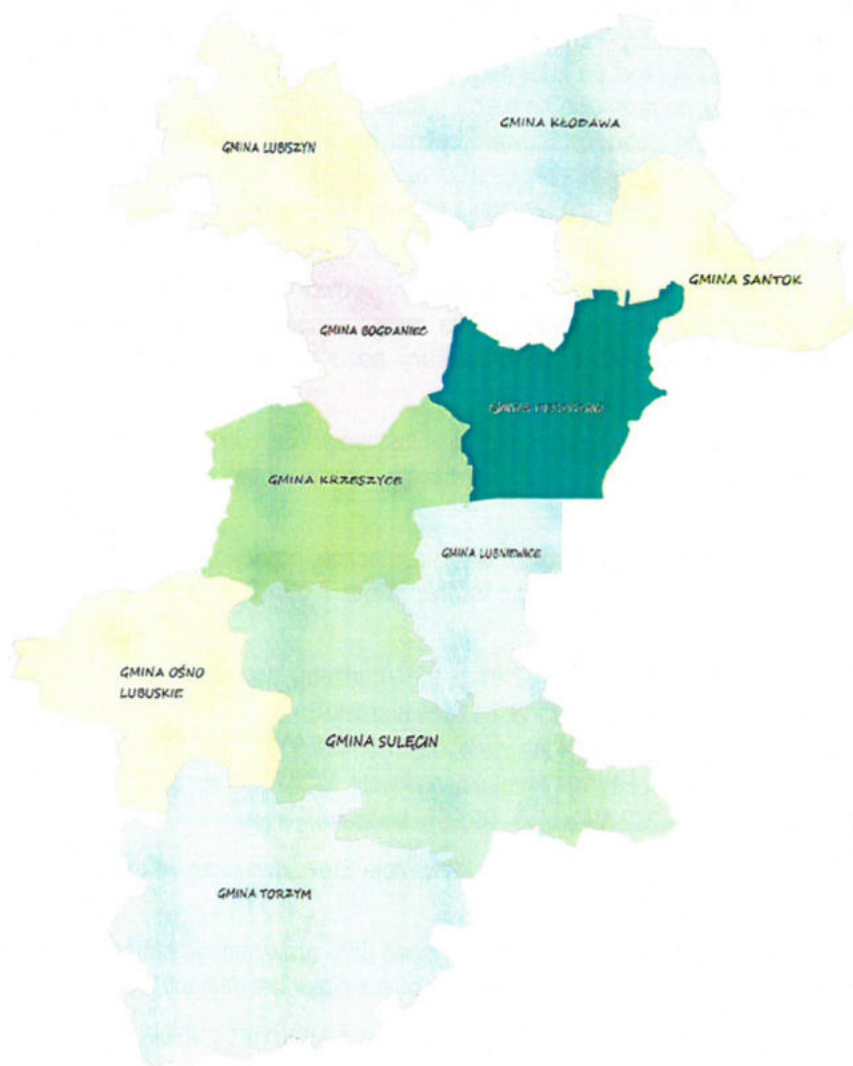 GMINA KŁODAWA
GMINA LUBISZYN
GMINA SANTOK
GMINA BOGDANIEC
GMINA
GMINA KRZESZYCE
GMINA LUBNIEWICE
GMINA OŚNO
LUBUSKIE
GMINA SULĘCIN
GMINA TORZYM